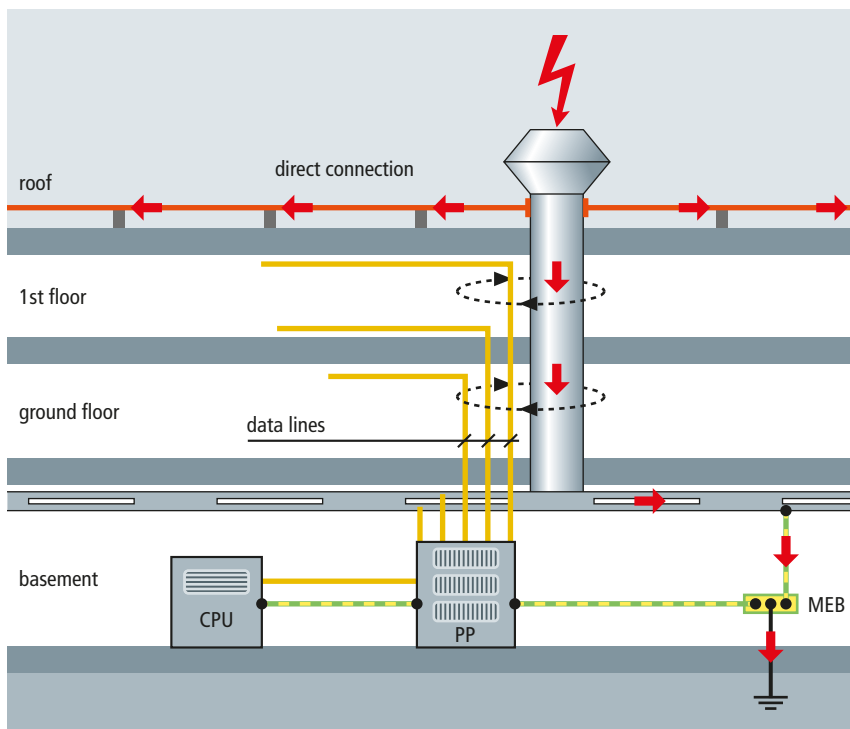 direct connection
roof
1st floor
ground floor
data lines
basement
CPU
PP
MEB